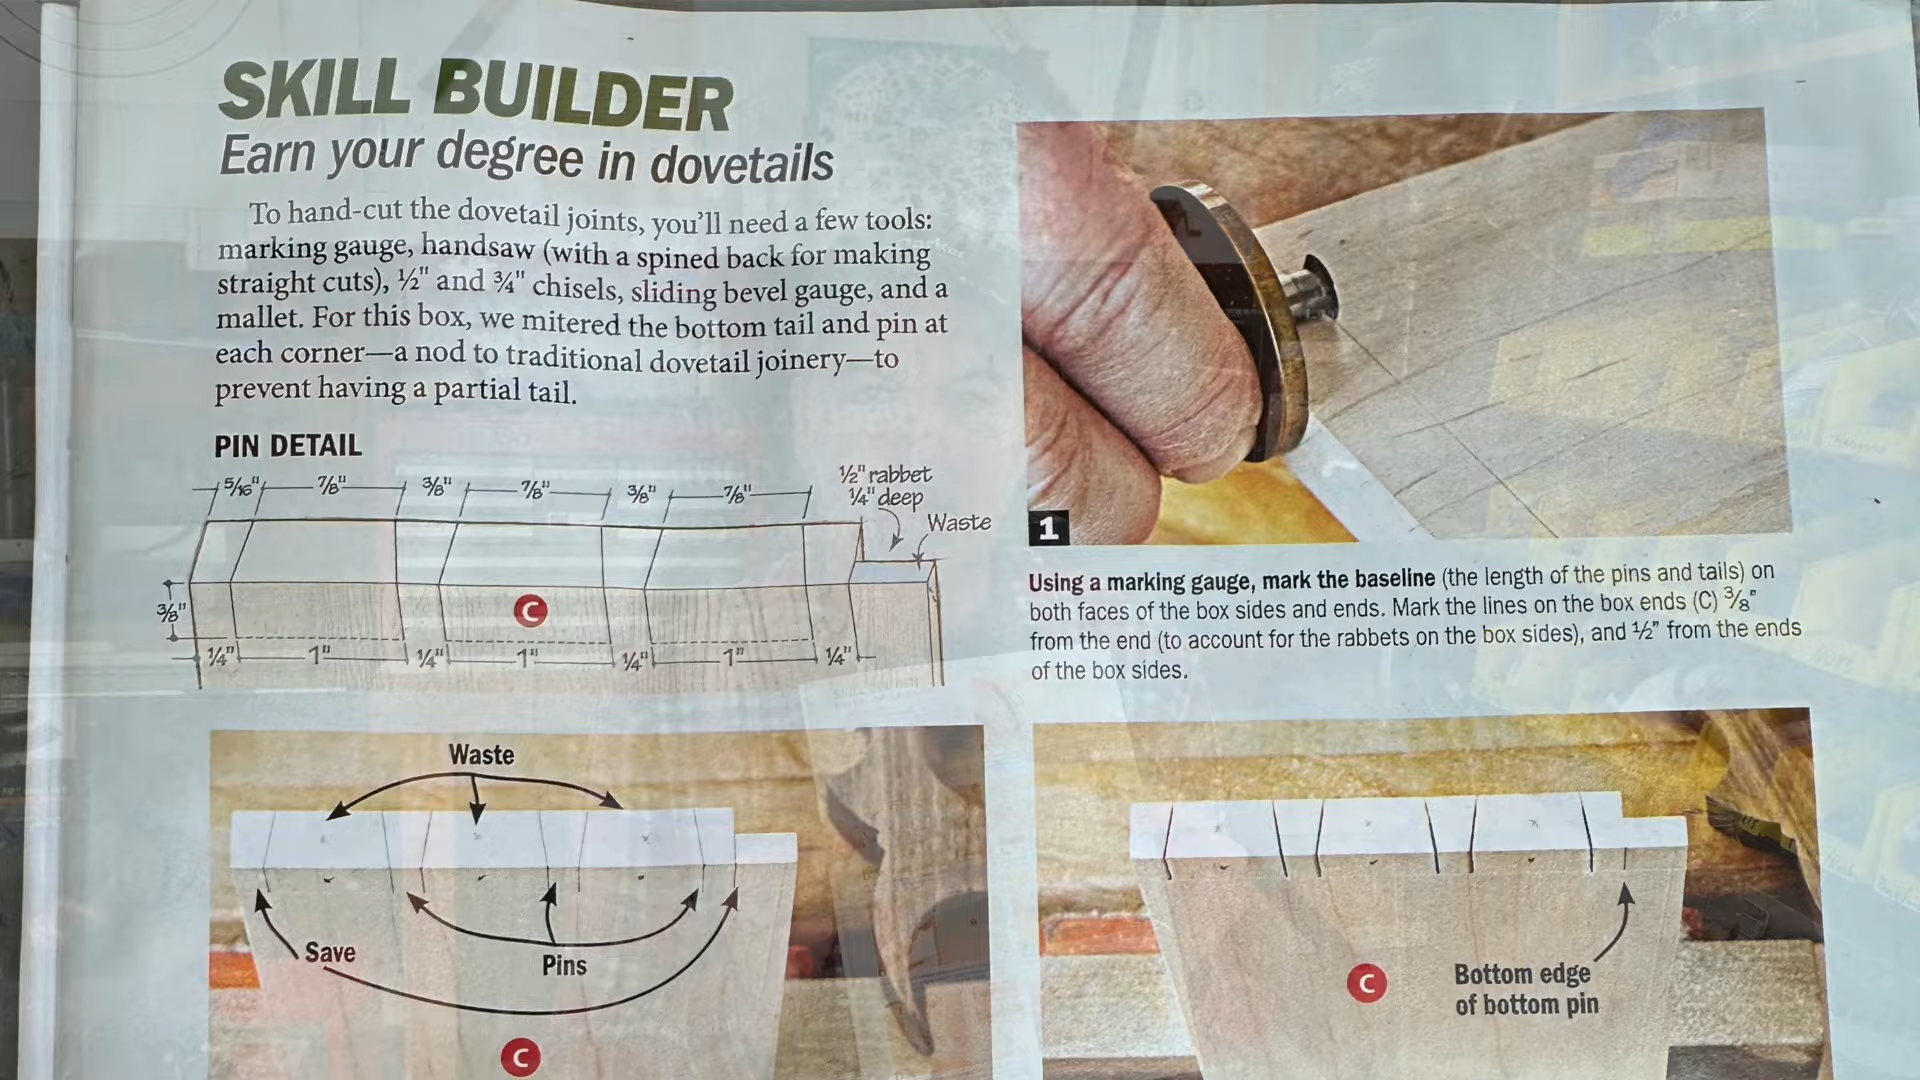 SKILL BUILDER
Earn your degree in dovetails
To hand-cut the dovetail joints, you'll need a few tools:
marking gauge, handsaw (with a spined back for making
straight cuts), ½" and ¾" chisels, sliding bevel gauge, and a
mallet. For this box, we mitered the bottom tail and pin at
each corner—a nod to traditional dovetail joinery—to
prevent having a partial tail.
PIN DETAIL
5/16" 7/8" 3/8" 7/8" 3/8" 7/8"
½" rabbet
¼" deep
Waste
3/8"
C
¼" 1" ¼" 1" ¼" 1" ¼"
1
Using a marking gauge, mark the baseline (the length of the pins and tails) on
both faces of the box sides and ends. Mark the lines on the box ends (C) 3/8"
from the end (to account for the rabbets on the box sides), and ½" from the ends
of the box sides.
Waste
Save
Pins
C
C
Bottom edge
of bottom pin